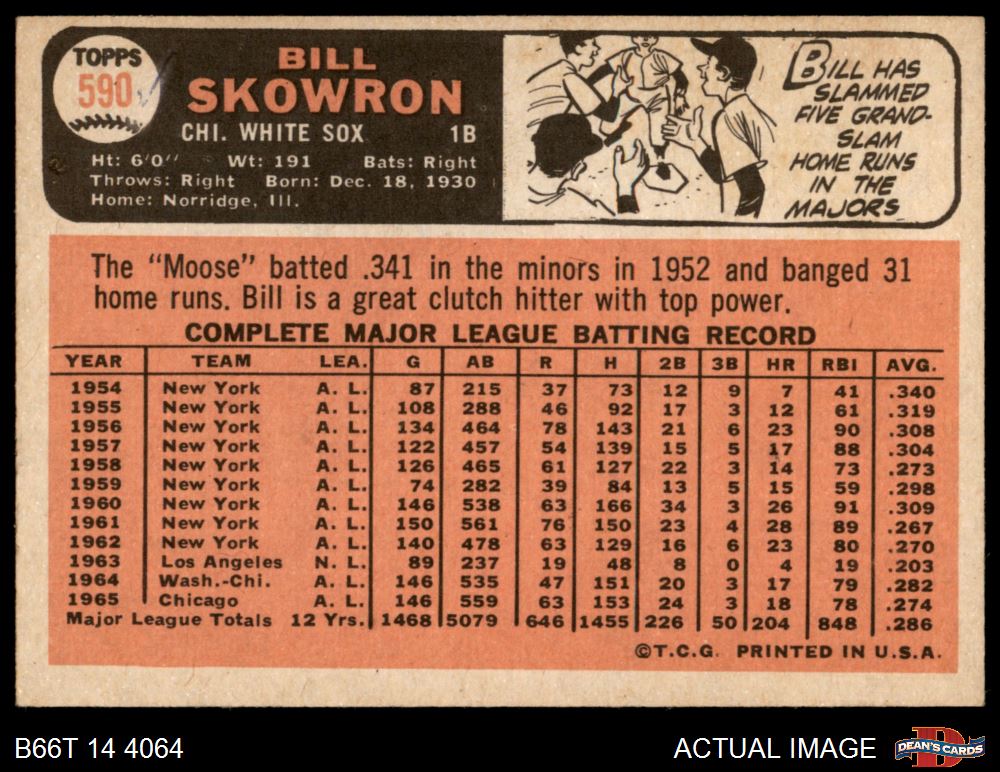 TOPPS
590
BILL
SKOWRON
CHI. WHITE SOX 1B
Ht: 6'0" Wt: 191 Bats: Right
Throws: Right Born: Dec. 18, 1930
Home: Norridge, Ill.
BILL HAS
SLAMMED
FIVE GRAND-
SLAM
HOME RUNS
IN THE
MAJORS
The "Moose" batted .341 in the minors in 1952 and banged 31
home runs. Bill is a great clutch hitter with top power.
COMPLETE MAJOR LEAGUE BATTING RECORD
YEAR TEAM LEA. G AB R H 2B 3B HR RBI AVG.
1954 New York A. L. 87 215 37 73 12 9 7 41 .340
1955 New York A. L. 108 288 46 92 17 3 12 61 .319
1956 New York A. L. 134 464 78 143 21 6 23 90 .308
1957 New York A. L. 122 457 54 139 15 5 17 88 .304
1958 New York A. L. 126 465 61 127 22 3 14 73 .273
1959 New York A. L. 74 282 39 84 13 5 15 59 .298
1960 New York A. L. 146 538 63 166 34 3 26 91 .309
1961 New York A. L. 150 561 76 150 23 4 28 89 .267
1962 New York A. L. 140 478 63 129 16 6 23 80 .270
1963 Los Angeles N. L. 89 237 19 48 8 0 4 19 .203
1964 Wash.-Chi. A. L. 146 535 47 151 20 3 17 79 .282
1965 Chicago A. L. 146 559 63 153 24 3 18 78 .274
Major League Totals 12 Yrs. 1468 5079 646 1455 226 50 204 848 .286
©T.C.G. PRINTED IN U.S.A.
B66T 14 4064
ACTUAL IMAGE
D
DEAN'S CARDS